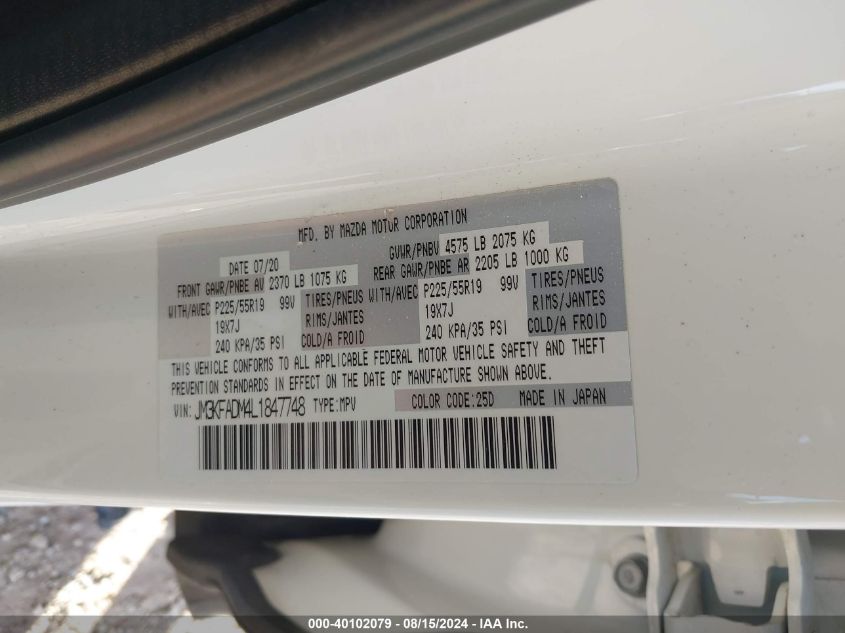 MFD. BY MAZDA MOTOR CORPORATION
DATE 07/20
GVWR/PNBV 4575 LB 2075 KG
FRONT GAWR/PNBE AV 2370 LB 1075 KG
REAR GAWR/PNBE AR 2205 LB 1000 KG
WITH/AVEC P225/55R19 99V TIRES/PNEUS
WITH/AVEC P225/55R19 99V TIRES/PNEUS
19X7J RIMS/JANTES
19X7J RIMS/JANTES
240 KPA/35 PSI COLD/A FROID
240 KPA/35 PSI COLD/A FROID
THIS VEHICLE CONFORMS TO ALL APPLICABLE FEDERAL MOTOR VEHICLE SAFETY AND THEFT
PREVENTION STANDARDS IN EFFECT ON THE DATE OF MANUFACTURE SHOWN ABOVE.
VIN: JM3KFADM4L1847748 TYPE:MPV
COLOR CODE:25D MADE IN JAPAN
000-40102079 - 08/15/2024 - IAA Inc.